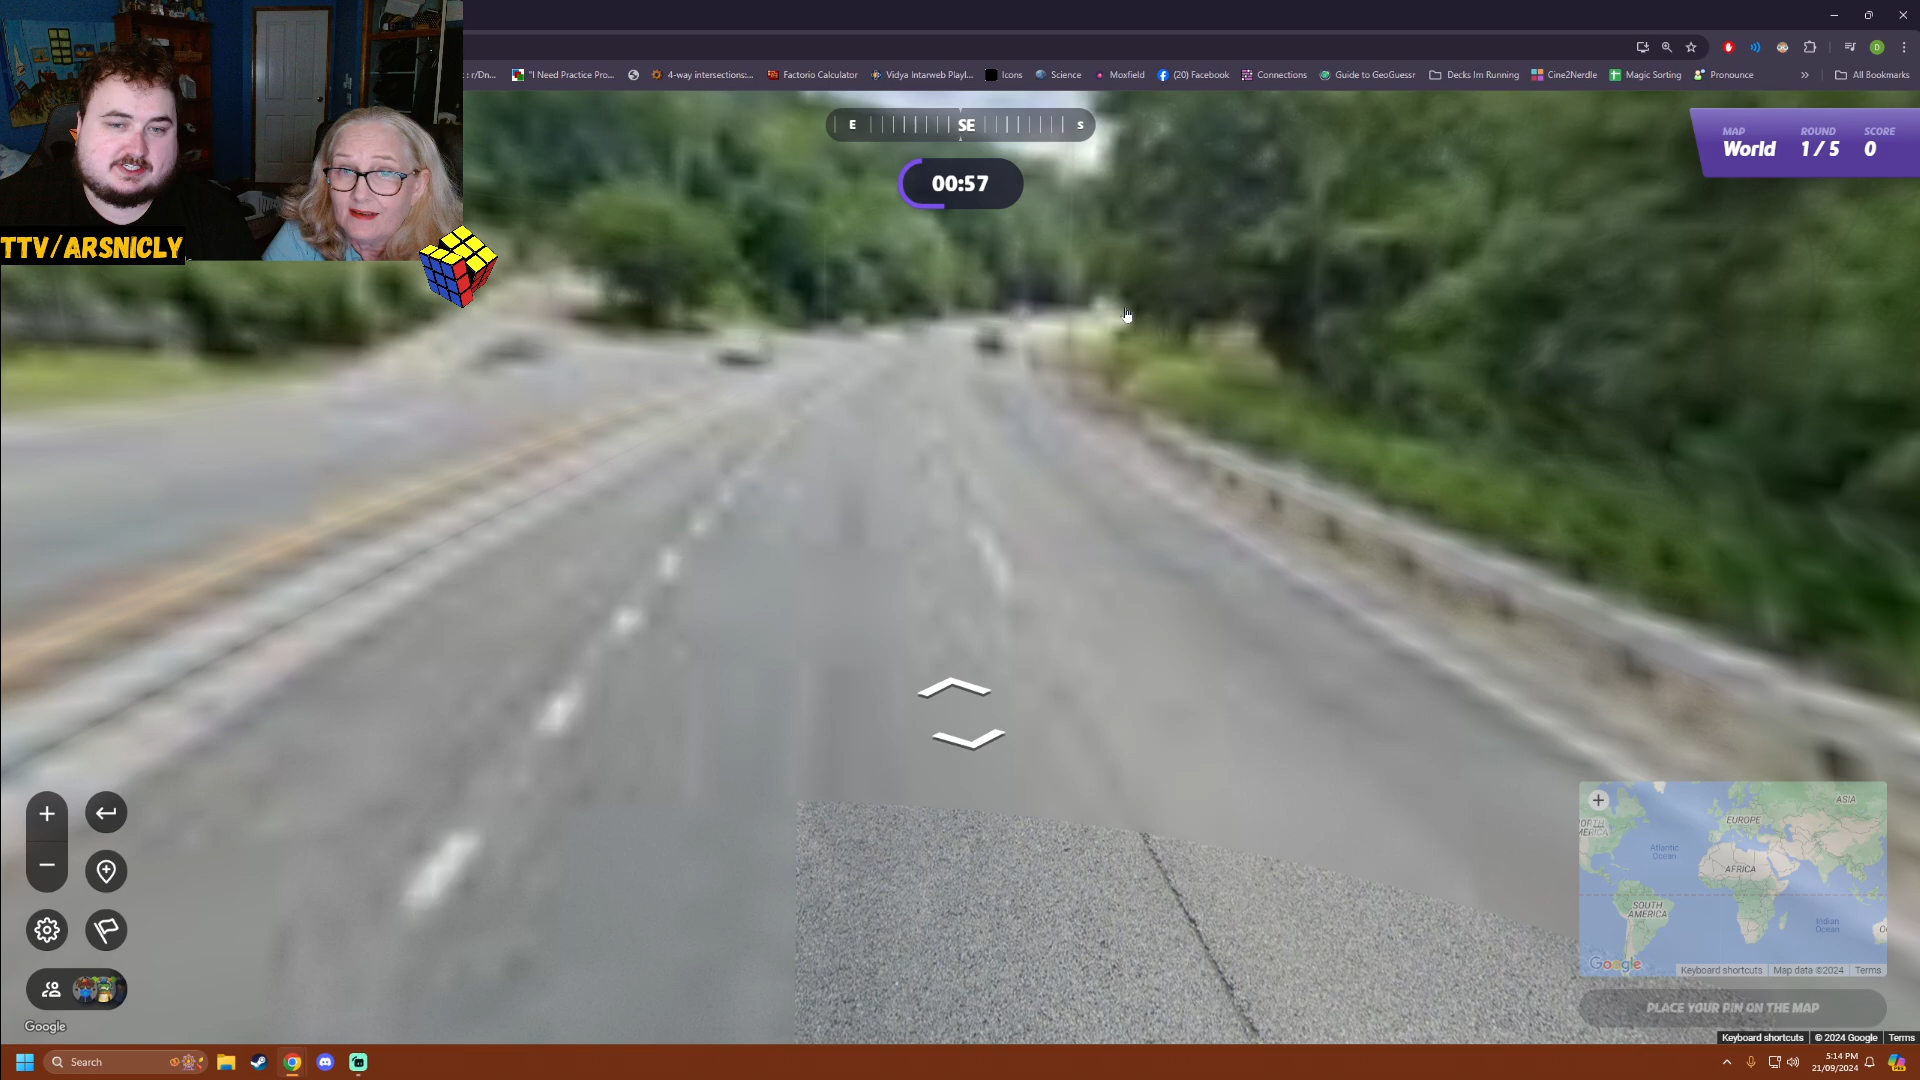 : r/Dn...
"I Need Practice Pro...
4-way intersections:...
Factorio Calculator
Vidya Intarweb Playl...
Icons
Science
Moxfield
(20) Facebook
Connections
Guide to GeoGuessr
Decks Im Running
Cine2Nerdle
Magic Sorting
Pronounce
»
All Bookmarks
D
E SE S
00:57
MAP ROUND SCORE
World 1 / 5 0
TTV/ARSNICLY
ASIA
EUROPE
Atlantic
Ocean
AFRICA
SOUTH
AMERICA
Indian
Ocean
Google
Keyboard shortcuts Map data ©2024 Terms
PLACE YOUR PIN ON THE MAP
Google
Keyboard shortcuts © 2024 Google Terms
Search
5:14 PM
21/09/2024